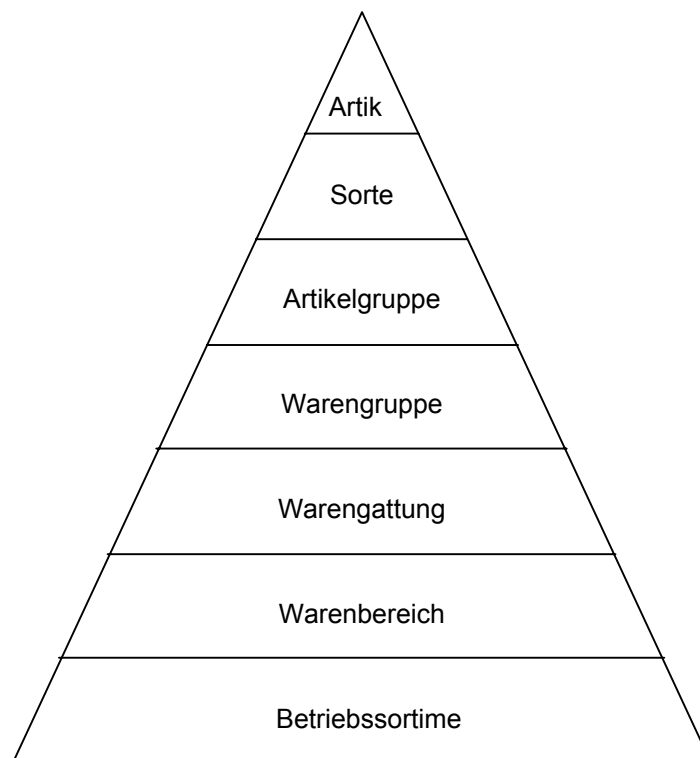 Artik
Sorte
Artikelgruppe
Warengruppe
Warengattung
Warenbereich
Betriebssortime